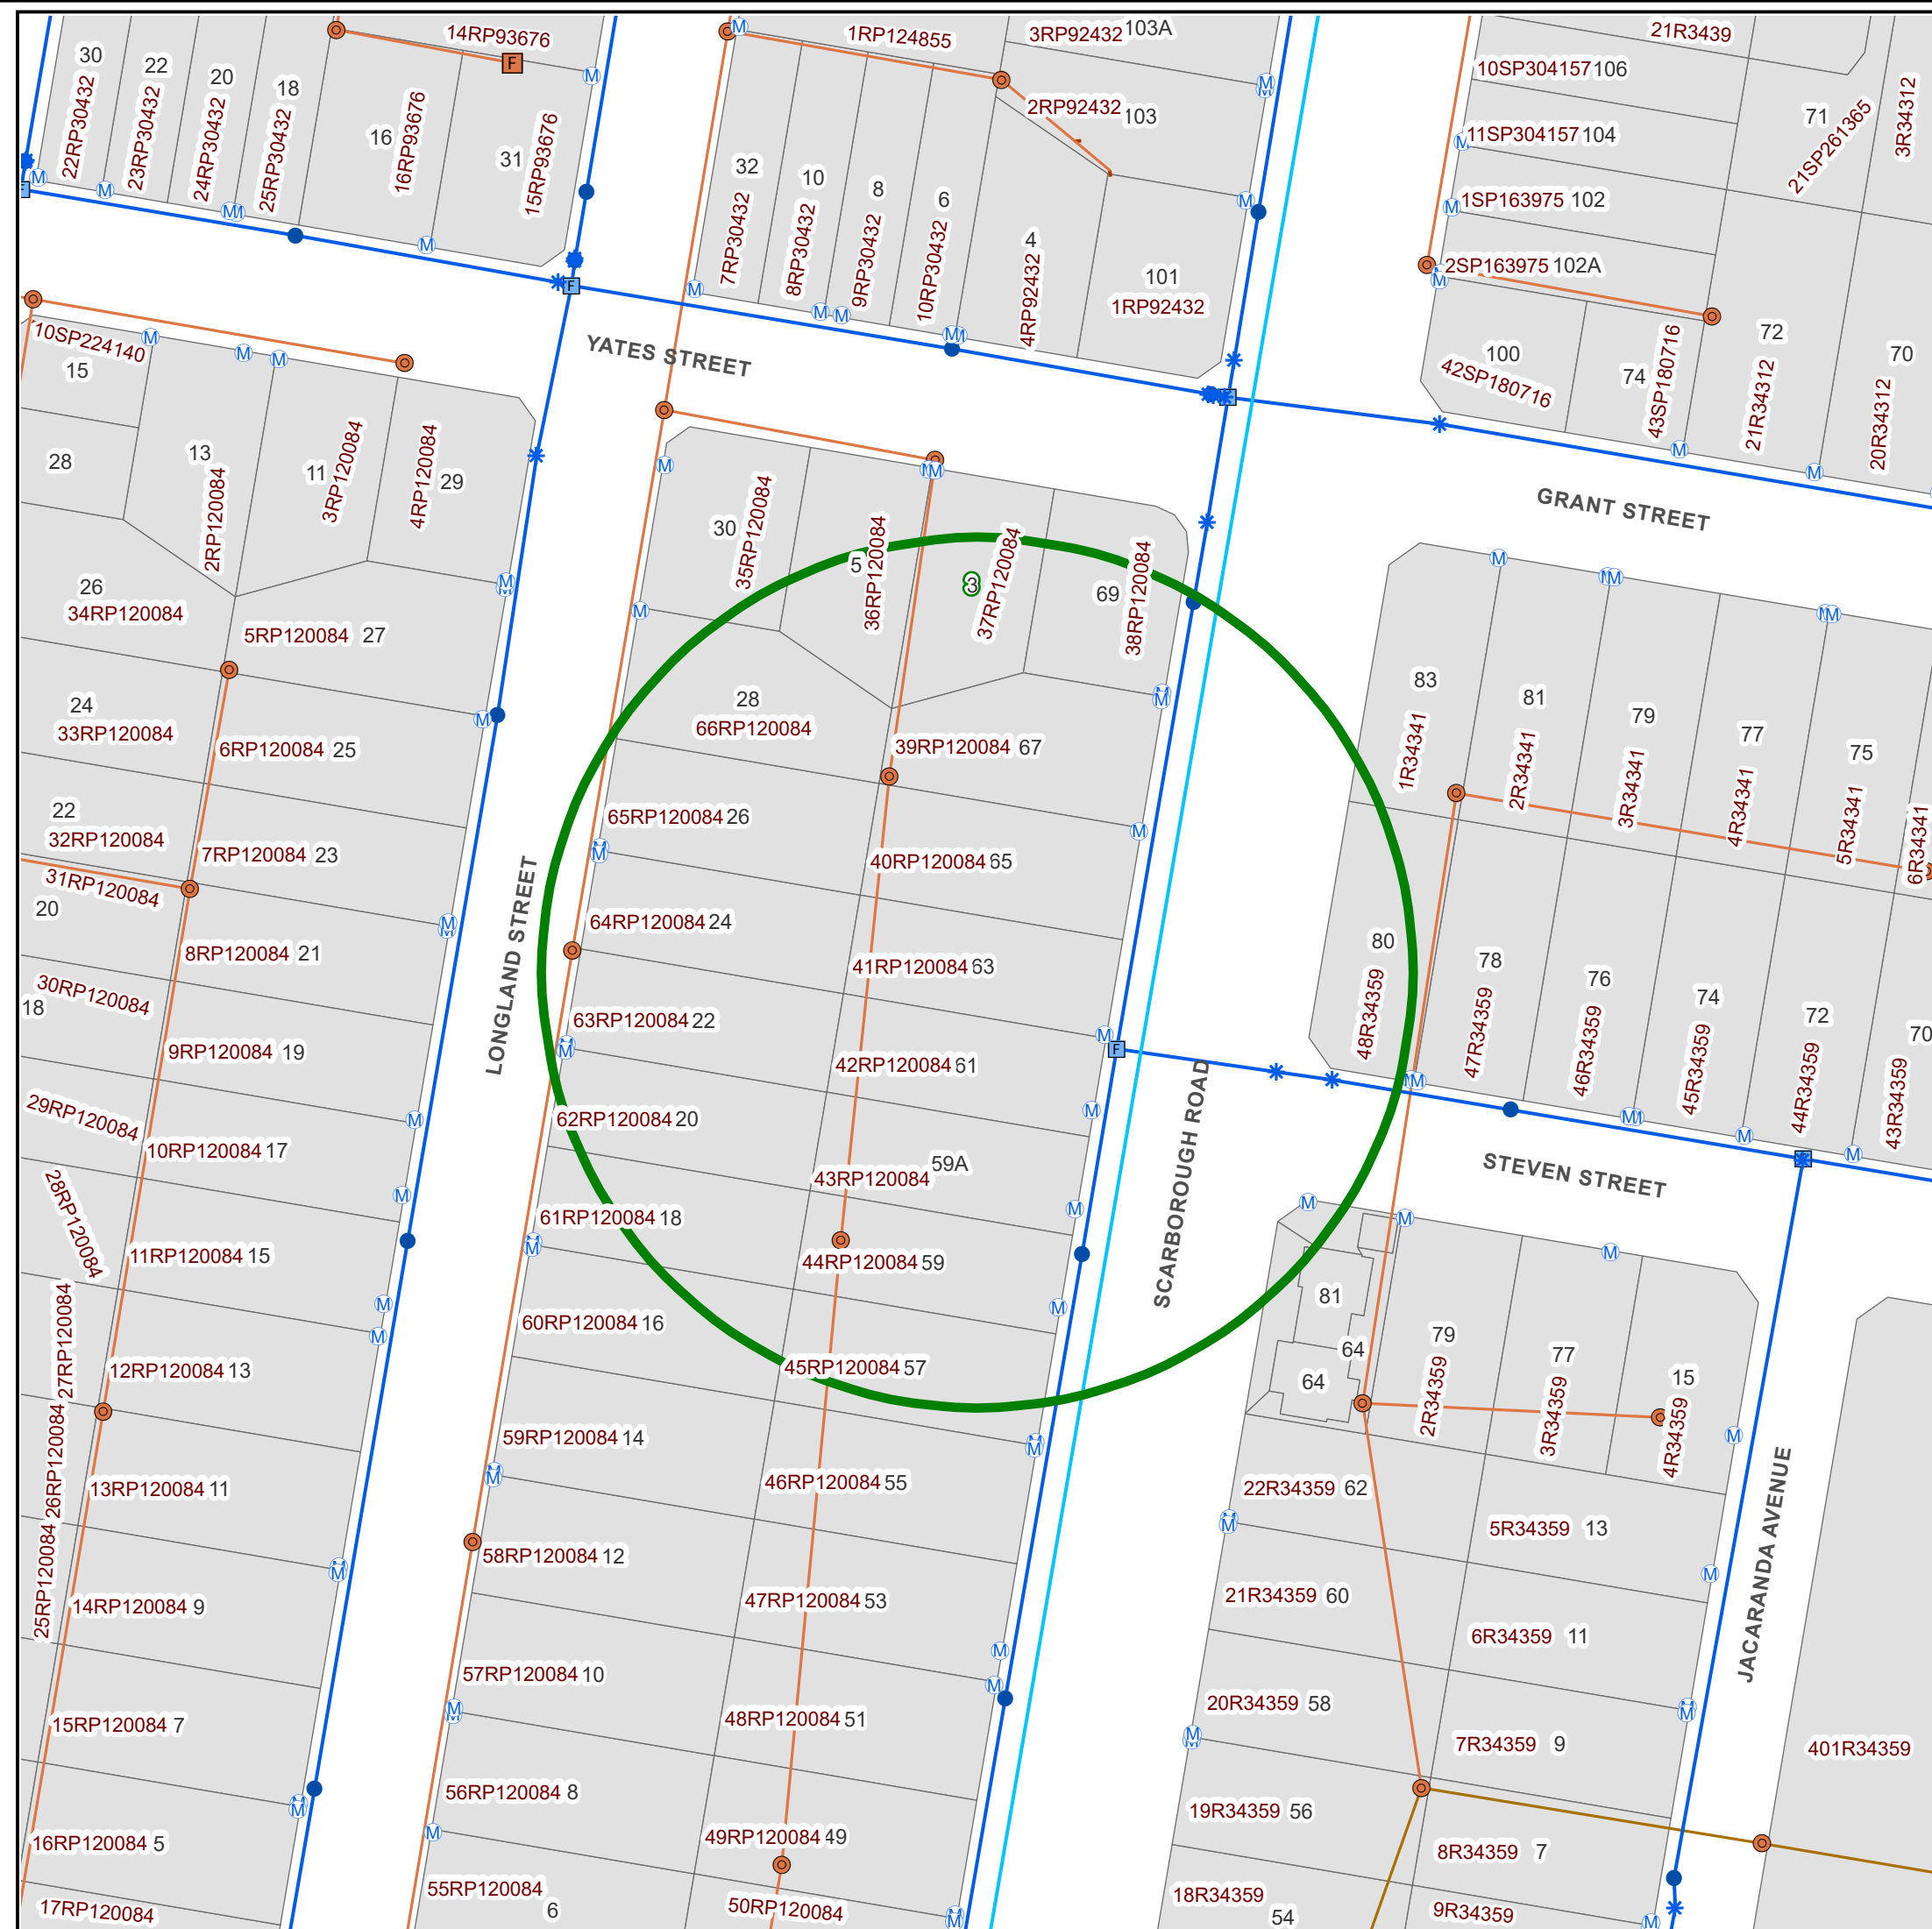 30
22RP30432
22
23RP30432
20
24RP30432
18
25RP30432
14RP93676
F
16
16RP93676
31
15RP93676
1RP124855
3RP92432 103A
2RP92432
103
32
7RP30432
10
8RP30432
8
9RP30432
6
10RP30432
4
4RP92432
101
1RP92432
21R3439
10SP304157 106
11SP304157 104
1SP163975 102
2SP163975 102A
71
21SP261365
3R34312
100
42SP180716
74
43SP180716
72
21R34312
70
20R34312
YATES STREET
GRANT STREET
10SP224140
15
28
13
2RP120084
11
3RP120084
4RP120084
29
26
34RP120084
5RP120084 27
24
33RP120084
6RP120084 25
22
32RP120084
7RP120084 23
31RP120084
20
8RP120084 21
30RP120084
18
9RP120084 19
29RP120084
10RP120084 17
28RP120084
11RP120084 15
27RP120084
12RP120084 13
26RP120084
13RP120084 11
25RP120084
14RP120084 9
15RP120084 7
16RP120084 5
17RP120084
LONGLAND STREET
30
35RP120084
5
36RP120084
3
37RP120084
69
38RP120084
28
66RP120084
39RP120084 67
65RP120084 26
40RP120084 65
64RP120084 24
41RP120084 63
63RP120084 22
42RP120084 61
62RP120084 20
59A
43RP120084
61RP120084 18
44RP120084 59
60RP120084 16
45RP120084 57
59RP120084 14
46RP120084 55
58RP120084 12
47RP120084 53
57RP120084 10
48RP120084 51
56RP120084 8
49RP120084 49
55RP120084
6
50RP120084
SCARBOROUGH ROAD
83
1R34341
81
2R34341
79
3R34341
77
4R34341
75
5R34341
6R34341
80
48R34359
78
47R34359
76
46R34359
74
45R34359
72
44R34359
70
43R34359
F
STEVEN STREET
81
64
64
79
2R34359
77
3R34359
15
4R34359
22R34359 62
5R34359 13
21R34359 60
6R34359 11
20R34359 58
7R34359 9
19R34359 56
8R34359 7
18R34359
54
9R34359
JACARANDA AVENUE
401R34359